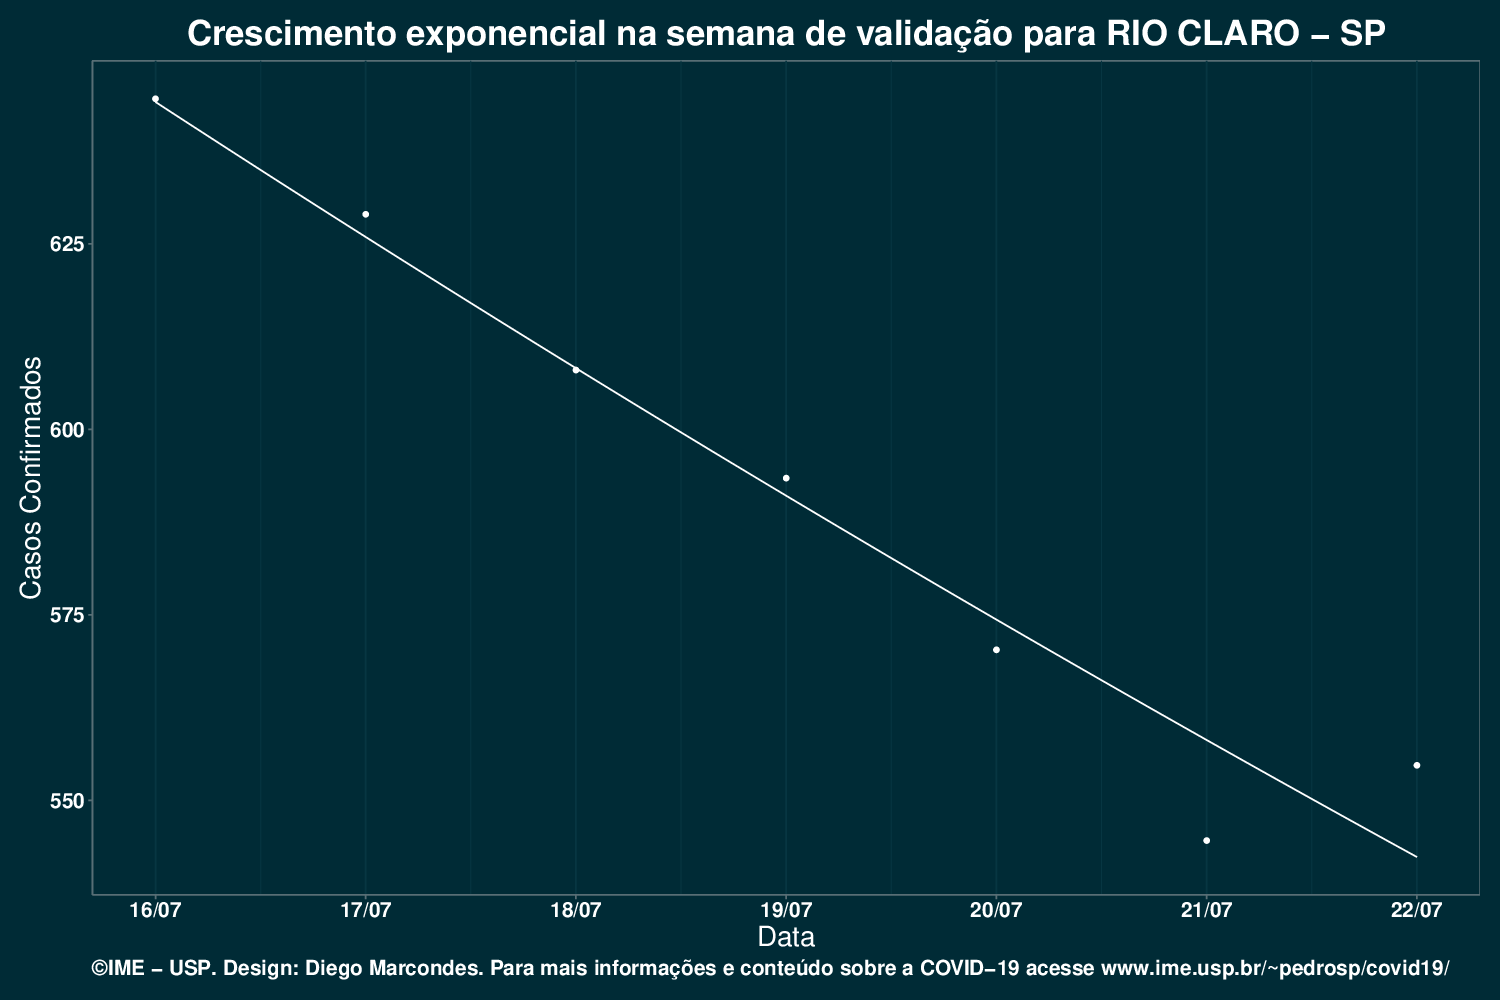 Crescimento exponencial na semana de validação para RIO CLARO − SP
Casos Confirmados
625
600
575
550
16/07 17/07 18/07 19/07 20/07 21/07 22/07
Data
©IME − USP. Design: Diego Marcondes. Para mais informações e conteúdo sobre a COVID−19 acesse www.ime.usp.br/~pedrosp/covid19/